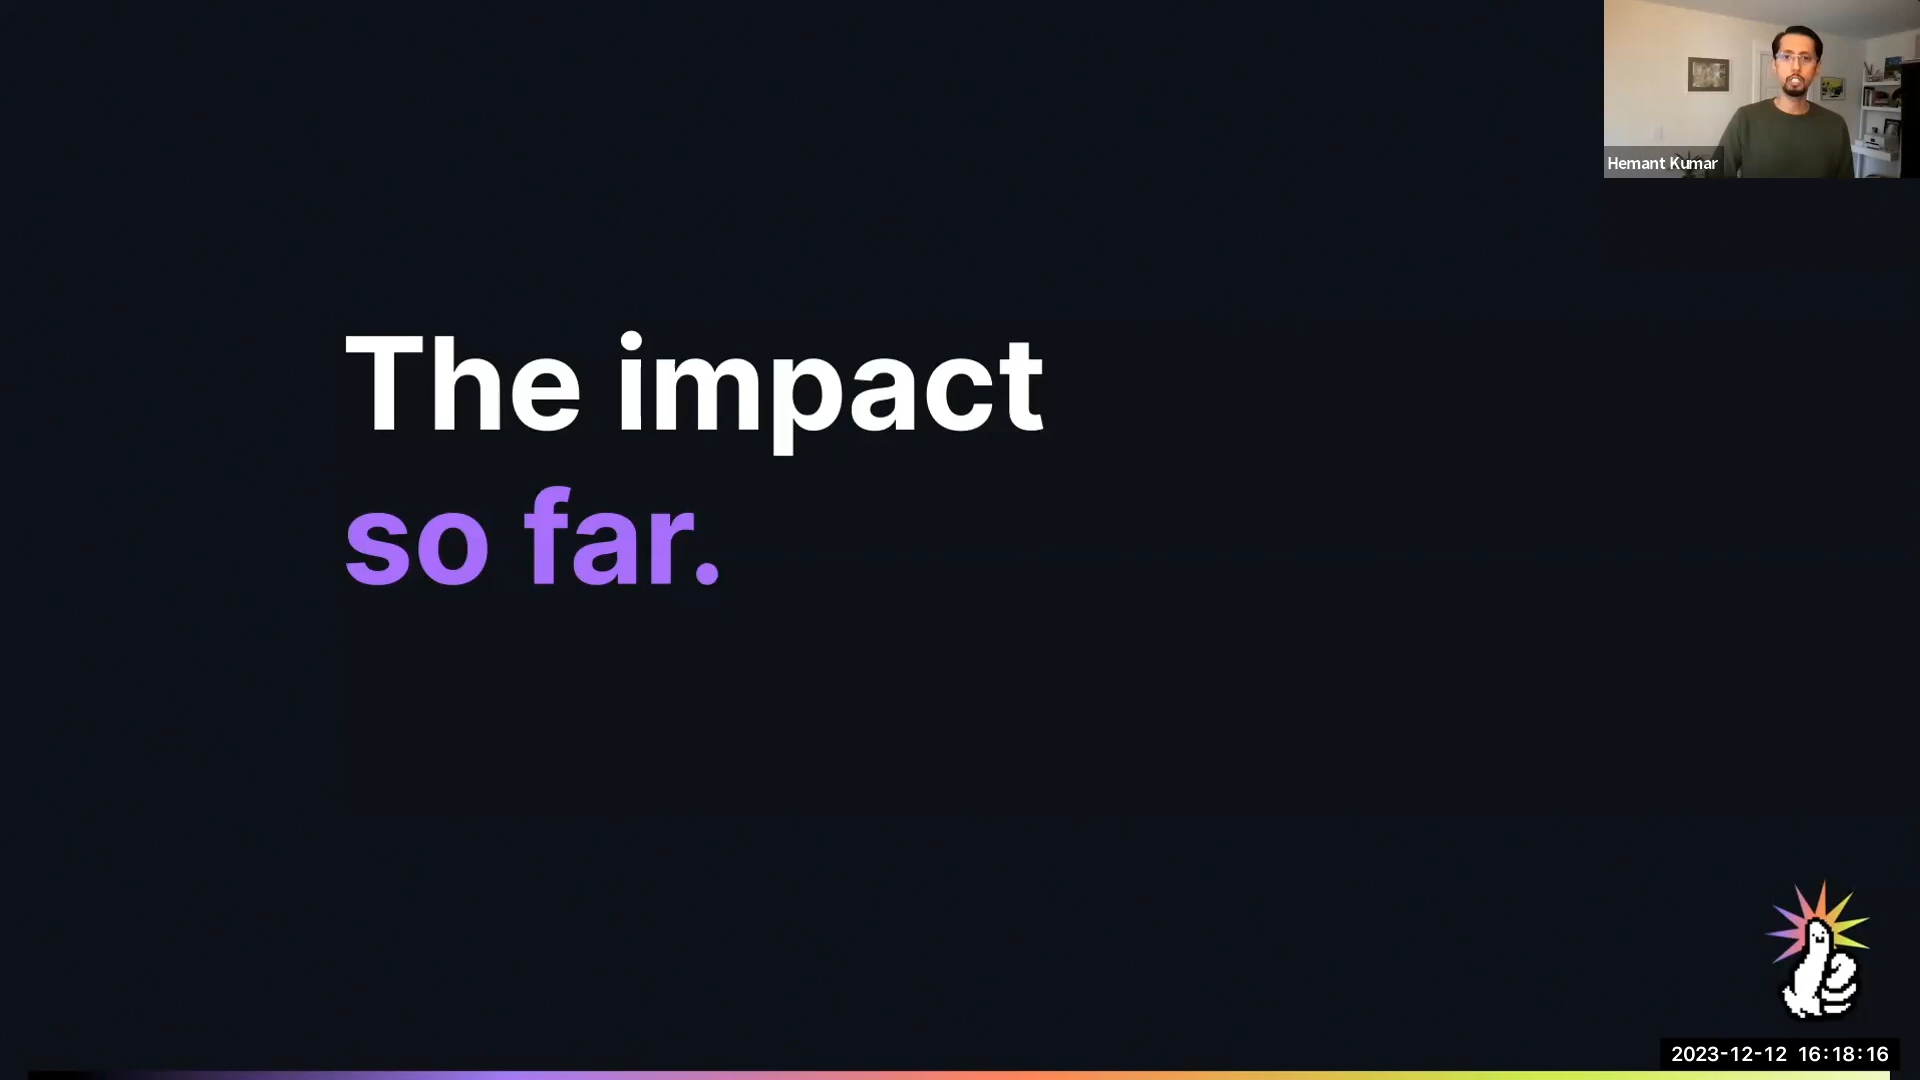 Hemant Kumar
The impact
so far.
2023-12-12 16:18:16